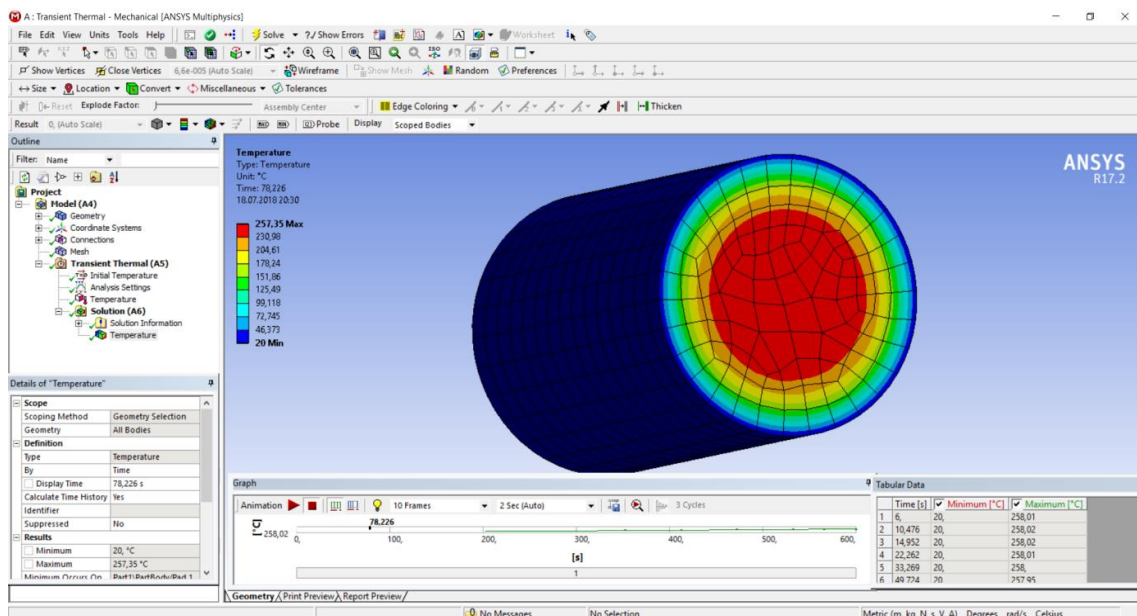 A : Transient Thermal - Mechanical [ANSYS Multiphysics]
File Edit View Units Tools Help Solve ?/ Show Errors Worksheet
Show Vertices Close Vertices 6,6e-005 (Auto Scale) Wireframe Show Mesh Random Preferences
Size Location Convert Miscellaneous Tolerances
Reset Explode Factor: Assembly Center Edge Coloring Thicken
Result 0, (Auto Scale) Probe Display Scoped Bodies
Outline
Filter: Name
Project
Model (A4)
Geometry
Coordinate Systems
Connections
Mesh
Transient Thermal (A5)
Initial Temperature
Analysis Settings
Temperature
Solution (A6)
Solution Information
Temperature
Details of "Temperature"
Scope
Scoping Method Geometry Selection
Geometry All Bodies
Definition
Type Temperature
By Time
Display Time 78,226 s
Calculate Time History Yes
Identifier
Suppressed No
Results
Minimum 20, °C
Maximum 257,35 °C
Minimum Occurs On Part1\PartBody/Pad.1
Temperature
Type: Temperature
Unit: °C
Time: 78,226
18.07.2018 20:30
257,35 Max
230,98
204,61
178,24
151,86
125,49
99,118
72,745
46,373
20 Min
ANSYS
R17.2
Graph
Animation 10 Frames 2 Sec (Auto) 3 Cycles
78,226
258,02
0, 100, 200, 300, 400, 500, 600,
[s]
1
Geometry Print Preview Report Preview
Tabular Data
Time [s] Minimum [°C] Maximum [°C]
1 6, 20, 258,01
2 10,476 20, 258,02
3 14,952 20, 258,02
4 22,262 20, 258,01
5 33,269 20, 258,
6 49,724 20, 257,95
No Messages No Selection Metric (m, kg, N, s, V, A) Degrees rad/s Celsius